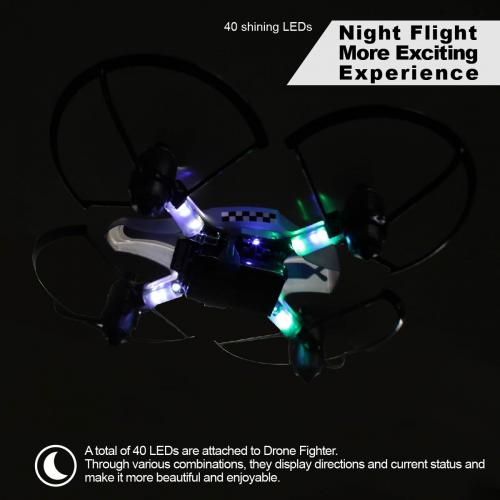 40 shining LEDs
Night Flight
More Exciting
Experience
A total of 40 LEDs are attached to Drone Fighter.
Through various combinations, they display directions and current status and
make it more beautiful and enjoyable.